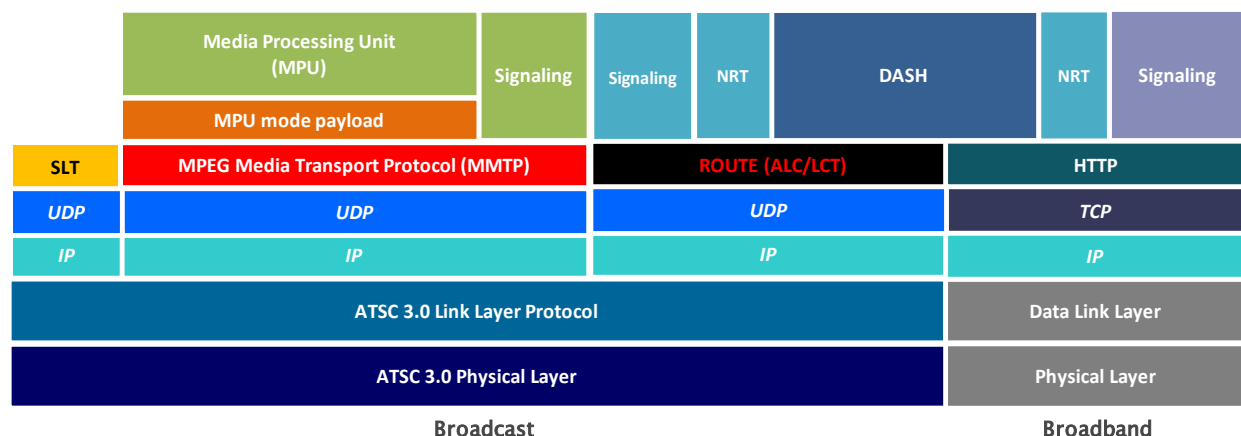 Media Processing Unit
(MPU)
Signaling
Signaling
NRT
DASH
NRT
Signaling
MPU mode payload
SLT
MPEG Media Transport Protocol (MMTP)
ROUTE (ALC/LCT)
HTTP
UDP
UDP
UDP
TCP
IP
IP
IP
IP
ATSC 3.0 Link Layer Protocol
Data Link Layer
ATSC 3.0 Physical Layer
Physical Layer
Broadcast
Broadband